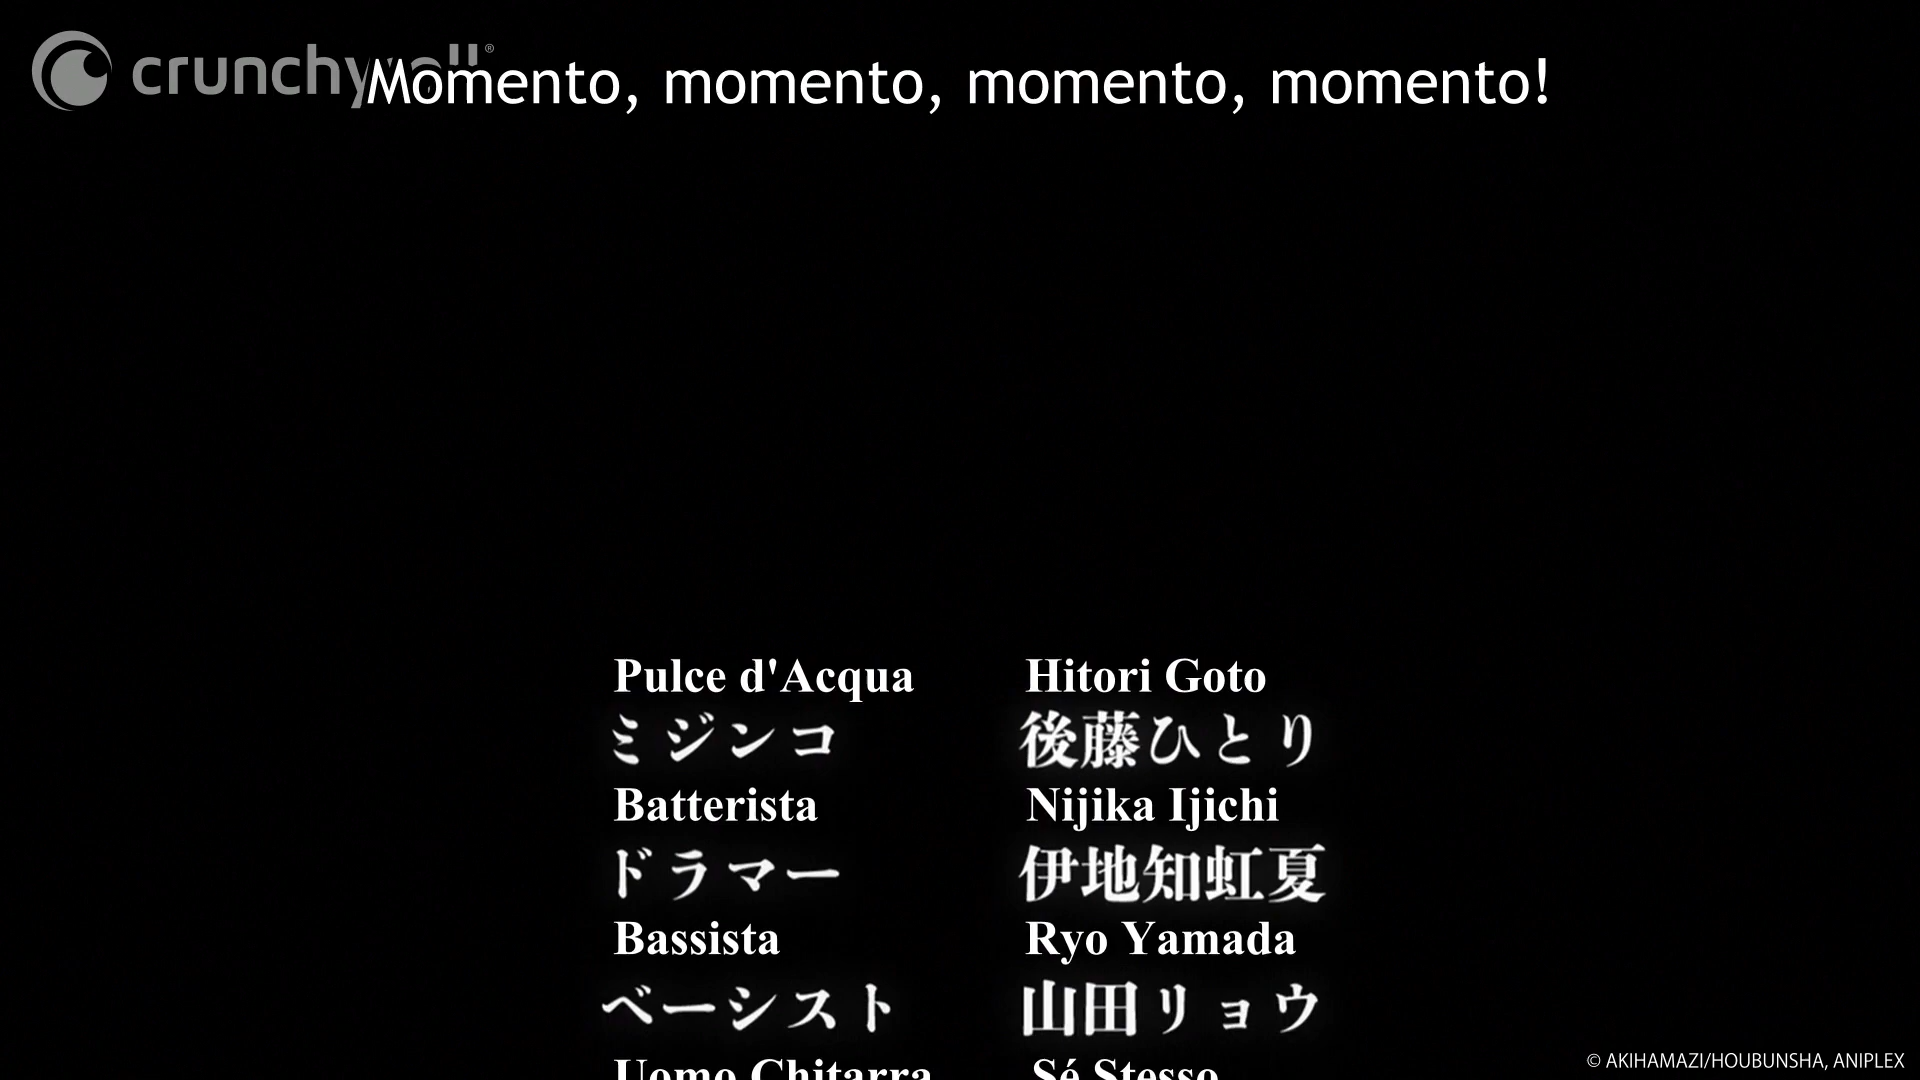 crunchyroll®
Momento, momento, momento, momento!
Pulce d'Acqua Hitori Goto
ミジンコ 後藤ひとり
Batterista Nijika Ijichi
ドラマー 伊地知虹夏
Bassista Ryo Yamada
ベーシスト 山田リョウ
Uomo Chitarra Sé Stesso
© AKIHAMAZI/HOUBUNSHA, ANIPLEX